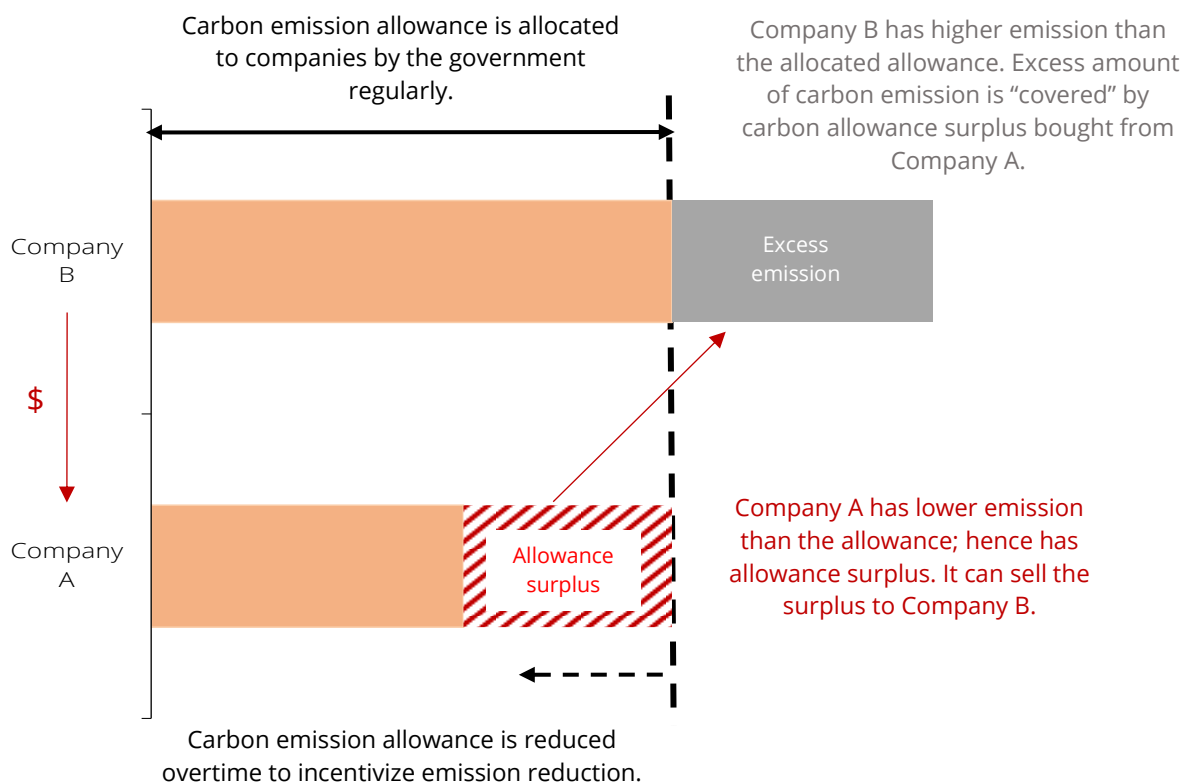 Carbon emission allowance is allocated
to companies by the government
regularly.
Company B has higher emission than
the allocated allowance. Excess amount
of carbon emission is “covered” by
carbon allowance surplus bought from
Company A.
Company
B
Excess
emission
$
Company
A
Allowance
surplus
Company A has lower emission
than the allowance; hence has
allowance surplus. It can sell the
surplus to Company B.
Carbon emission allowance is reduced
overtime to incentivize emission reduction.